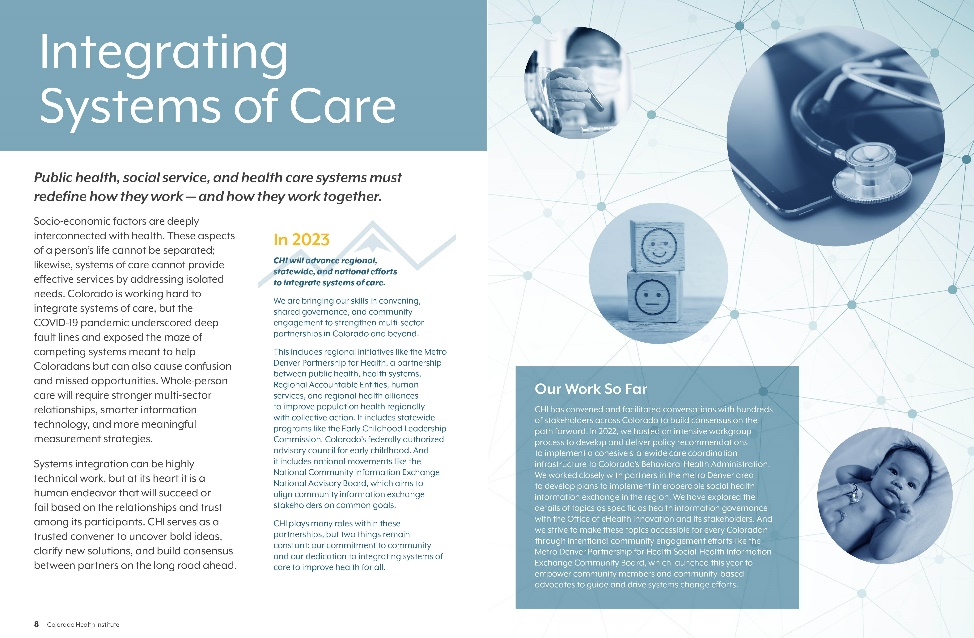 Integrating
Systems of Care
Public health, social service, and health care systems must
redefine how they work — and how they work together.
Socio-economic factors are deeply
interconnected with health. These aspects
of a person's life cannot be separated;
likewise, systems of care cannot provide
effective services by addressing isolated
needs. Colorado is working hard to
integrate systems of care, but the
COVID-19 pandemic underscored deep
fault lines and exposed the maze of
competing systems meant to help
Coloradans but can also cause confusion
and missed opportunities. Whole-person
care will require stronger multi-sector
relationships, smarter information
technology, and more meaningful
measurement strategies.
Systems integration can be highly
technical work, but at its heart it is a
human endeavor that will succeed or
fail based on the relationships and trust
among its participants. CHI serves as a
trusted convener to uncover bold ideas,
clarify new solutions, and build consensus
between partners on the long road ahead.
In 2023
CHI will advance regional,
statewide, and national efforts
to integrate systems of care.
We are bringing our skills in convening,
shared governance, and community
engagement to strengthen multi-sector
partnerships in Colorado and beyond.
This includes regional initiatives like the Metro
Denver Partnership for Health, a partnership
between public health, health systems,
Regional Accountable Entities, human
services, and regional health alliances
to improve population health regionally
with collective action. It includes statewide
programs like the Early Childhood Leadership
Commission, Colorado's federally authorized
advisory council for early childhood. And
it includes national movements like the
National Community Information Exchange
National Advisory Board, which aims to
align community information exchange
stakeholders on common goals.
CHI plays many roles within these
partnerships, but two things remain
constant: our commitment to community
and our dedication to integrating systems of
care to improve health for all.
8 Colorado Health Institute
Our Work So Far
CHI has convened and facilitated conversations with hundreds
of stakeholders across Colorado to build consensus on the
path forward. In 2022, we hosted an intensive workgroup
process to develop and deliver policy recommendations
to implement a cohesive statewide care coordination
infrastructure to Colorado's Behavioral Health Administration.
We worked closely with partners in the metro Denver area
to develop plans to implement interoperable social health
information exchange in the region. We have explored the
details of topics as specific as health information governance
with the Office of eHealth Innovation and its stakeholders. And
we strive to make these topics accessible for every Coloradan
through intentional community engagement efforts like the
Metro Denver Partnership for Health Social Health Information
Exchange Community Board, which launched this year to
empower community members and community-based
advocates to guide and drive systems change efforts.